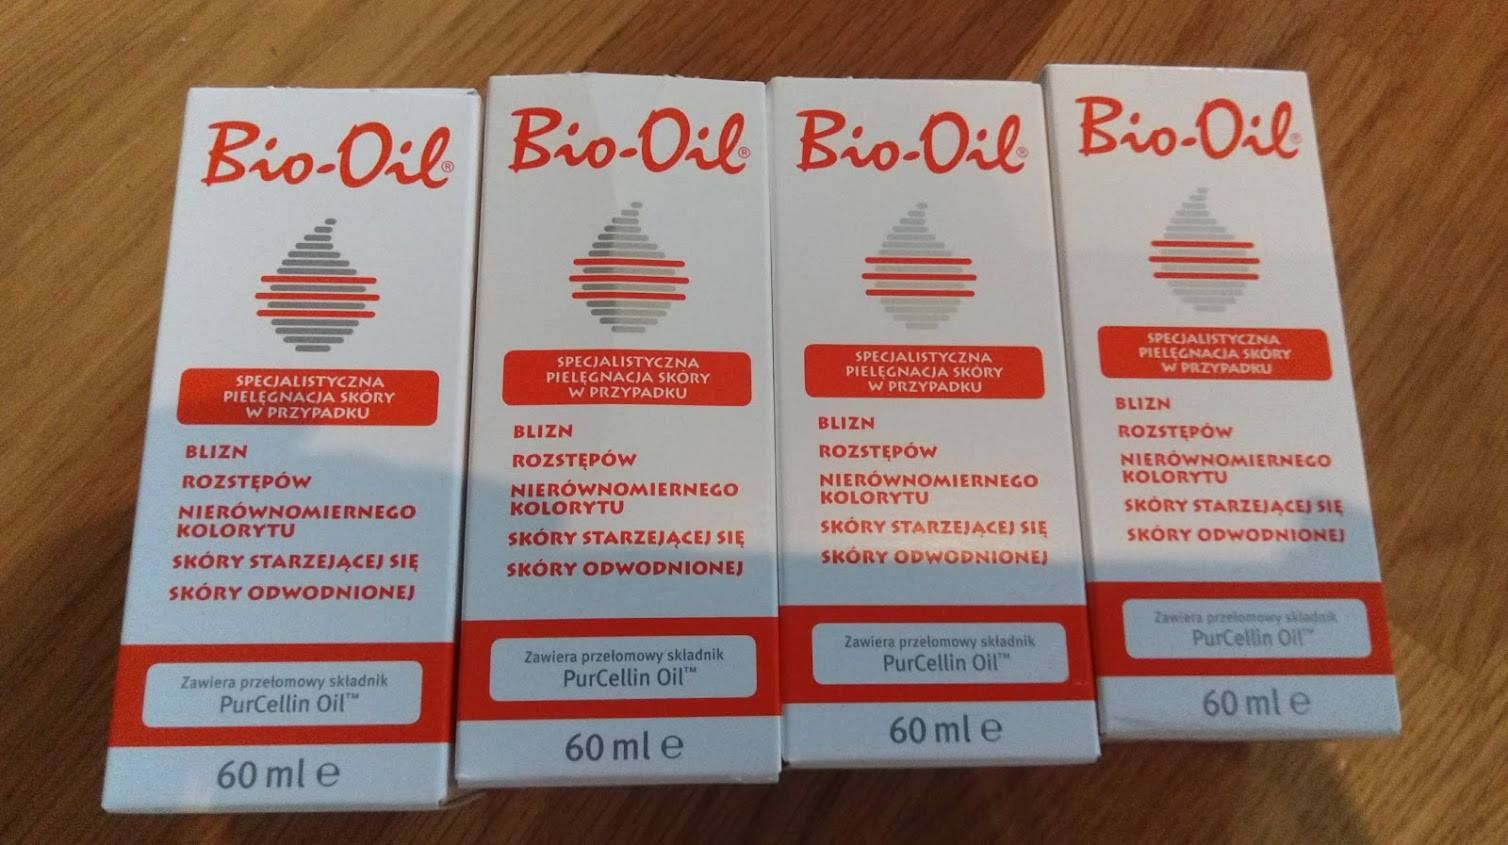 Bio-Oil®
SPECJALISTYCZNA
PIELĘGNACJA SKÓRY
W PRZYPADKU
BLIZN
ROZSTĘPÓW
NIERÓWNOMIERNEGO
KOLORYTU
SKÓRY STARZEJĄCEJ SIĘ
SKÓRY ODWODNIONEJ
Zawiera przełomowy składnik
PurCellin Oil™
60 ml ℮
Bio-Oil®
SPECJALISTYCZNA
PIELĘGNACJA SKÓRY
W PRZYPADKU
BLIZN
ROZSTĘPÓW
NIERÓWNOMIERNEGO
KOLORYTU
SKÓRY STARZEJĄCEJ SIĘ
SKÓRY ODWODNIONEJ
Zawiera przełomowy składnik
PurCellin Oil™
60 ml ℮
Bio-Oil®
SPECJALISTYCZNA
PIELĘGNACJA SKÓRY
W PRZYPADKU
BLIZN
ROZSTĘPÓW
NIERÓWNOMIERNEGO
KOLORYTU
SKÓRY STARZEJĄCEJ SIĘ
SKÓRY ODWODNIONEJ
Zawiera przełomowy składnik
PurCellin Oil™
60 ml ℮
Bio-Oil®
SPECJALISTYCZNA
PIELĘGNACJA SKÓRY
W PRZYPADKU
BLIZN
ROZSTĘPÓW
NIERÓWNOMIERNEGO
KOLORYTU
SKÓRY STARZEJĄCEJ SIĘ
SKÓRY ODWODNIONEJ
Zawiera przełomowy składnik
PurCellin Oil™
60 ml ℮